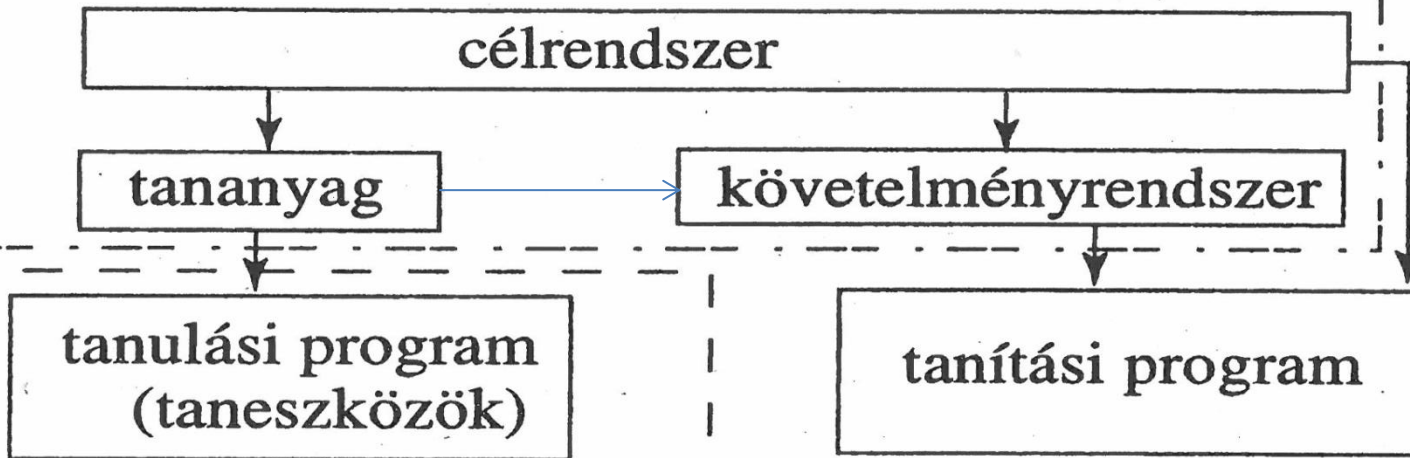 célrendszer
tananyag
követelményrendszer
tanulási program
(taneszközök)
tanítási program